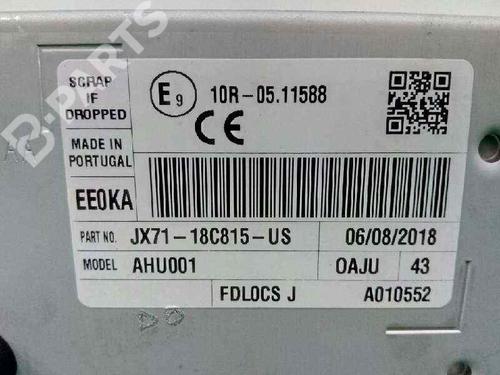 SCRAP
IF
DROPPED
E9
10R-05.11588
CE
MADE IN
PORTUGAL
EE0KA
PART NO. JX71-18C815-US 06/08/2018
MODEL AHU001 OAJU 43
FDLOCS J A010552
B-PARTS